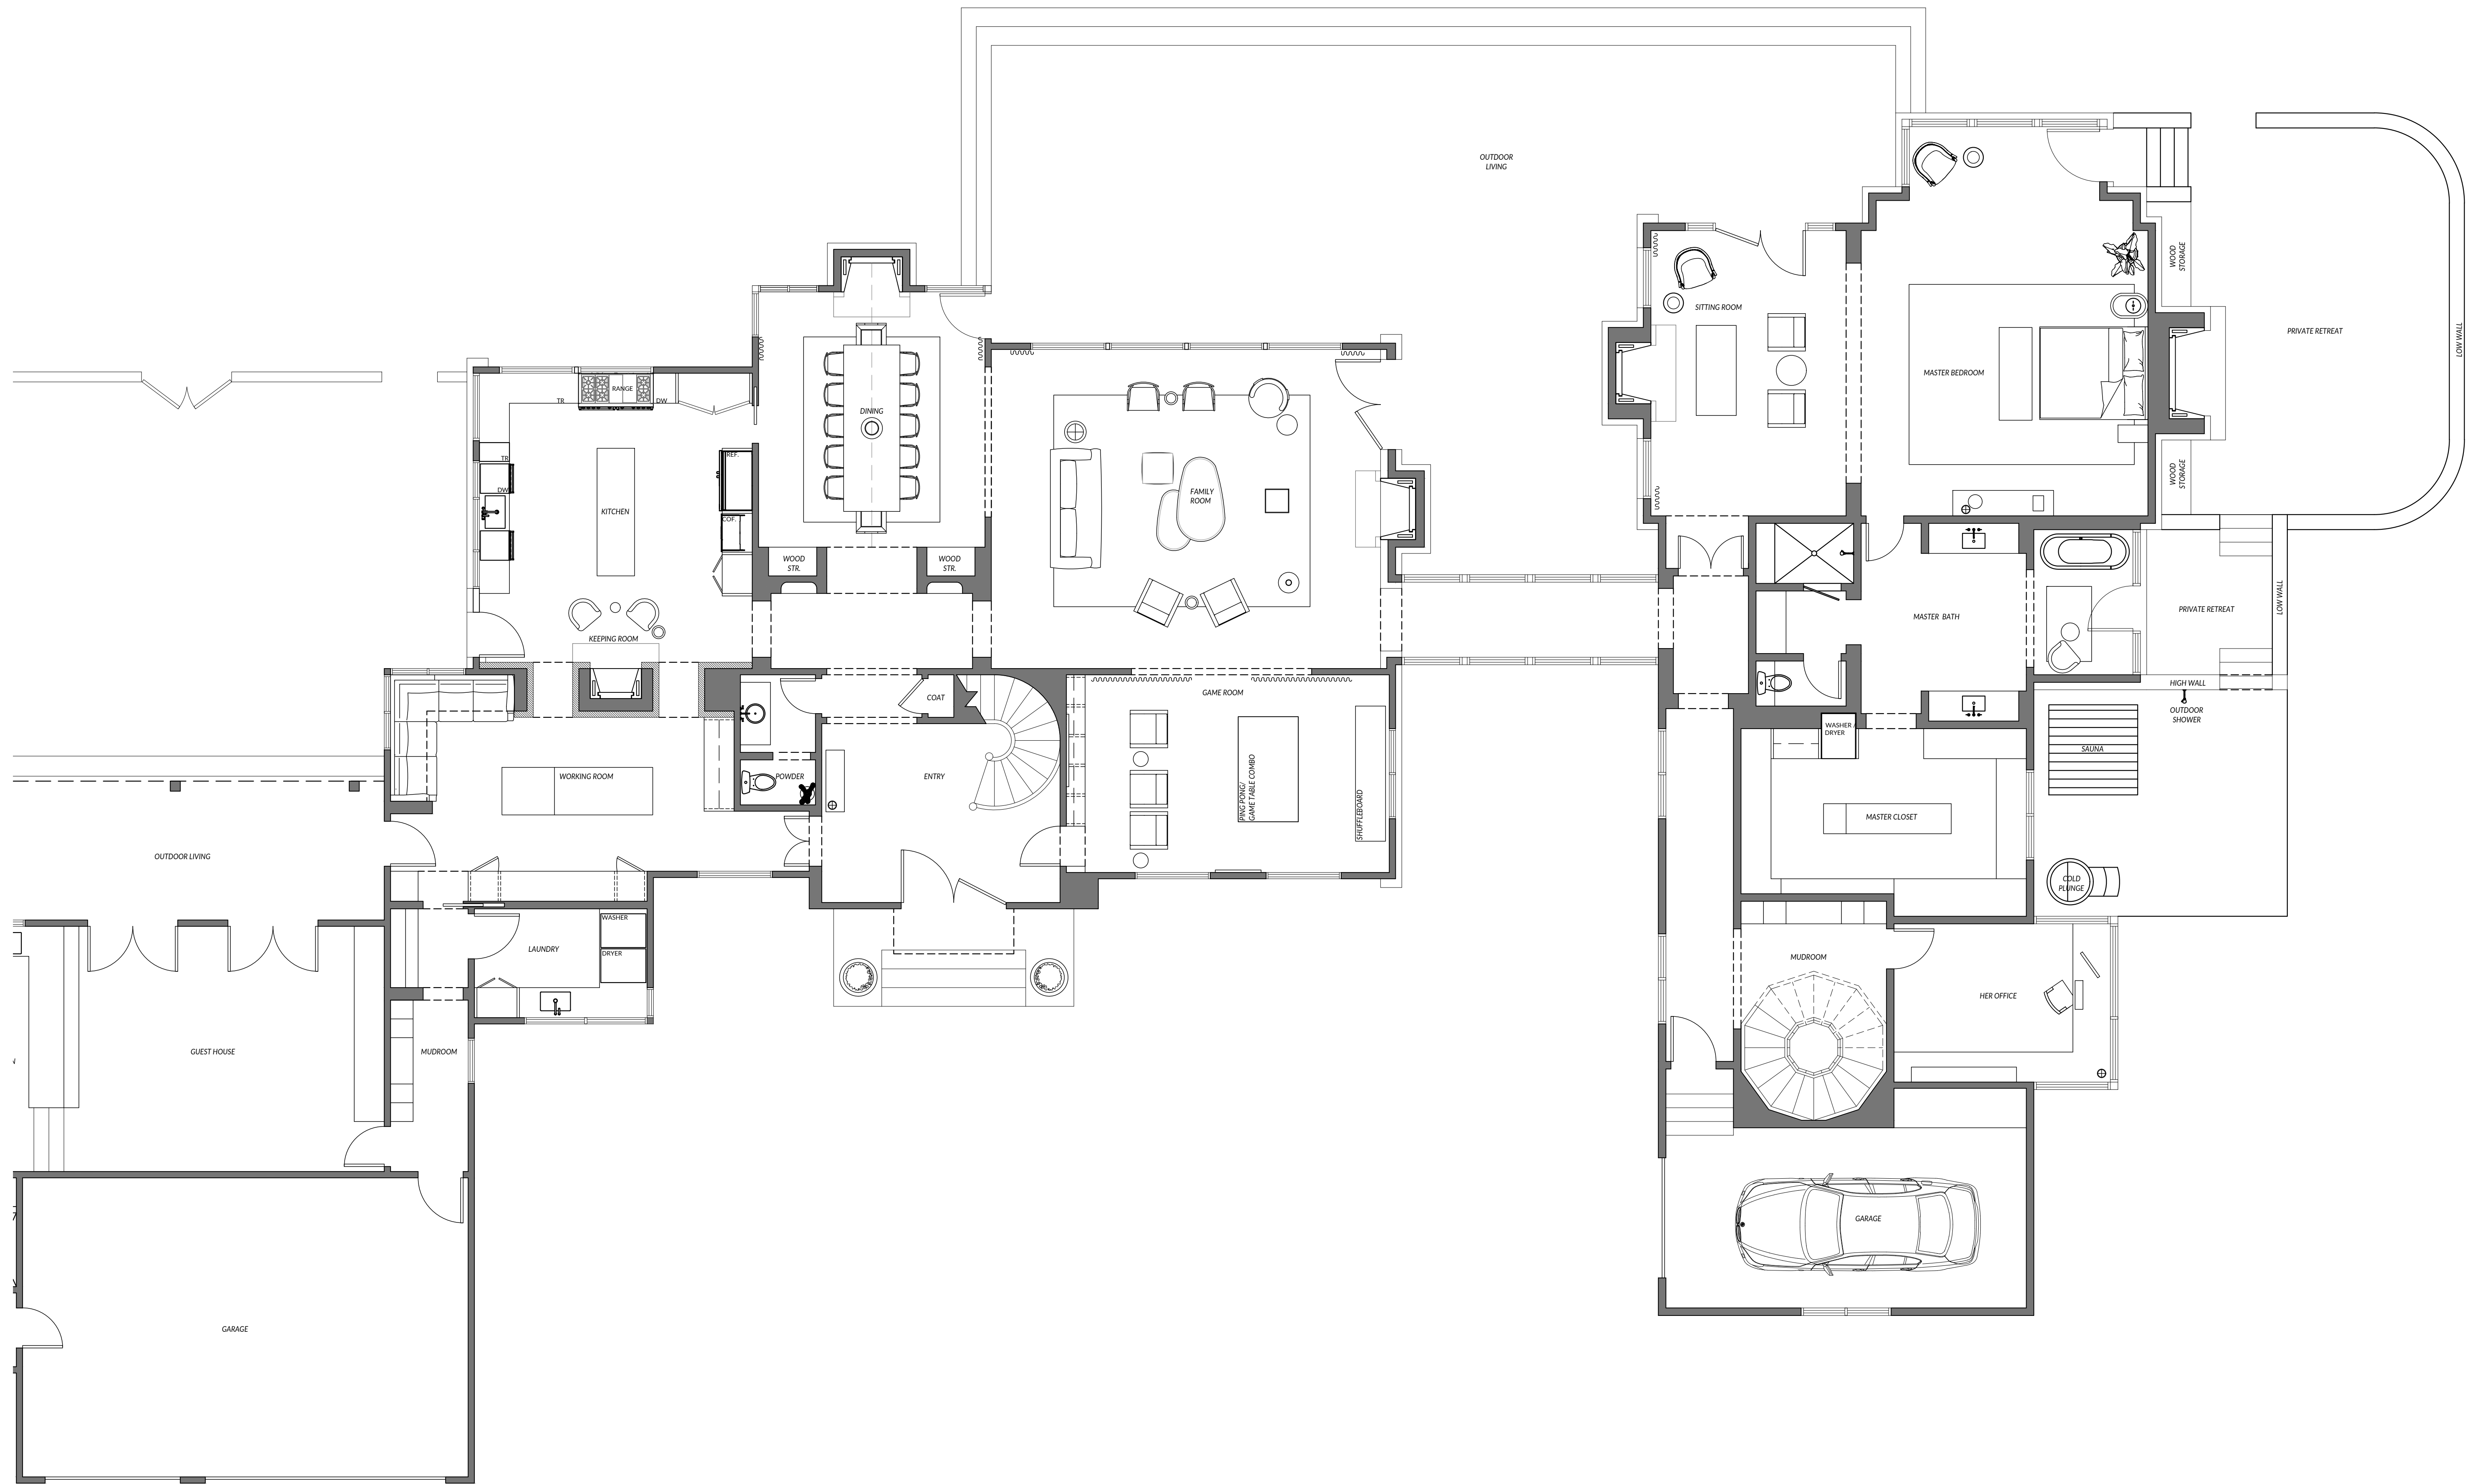 OUTDOOR
LIVING
WOOD
STORAGE
PRIVATE RETREAT
LOW WALL
SITTING ROOM
MASTER BEDROOM
RANGE
TR
DW
DINING
REF.
TR
DW
COF.
KITCHEN
FAMILY
ROOM
WOOD
STORAGE
WOOD
STR.
WOOD
STR.
KEEPING ROOM
MASTER BATH
PRIVATE RETREAT
LOW WALL
HIGH WALL
OUTDOOR
SHOWER
COAT
GAME ROOM
WASHER /
DRYER
SAUNA
WORKING ROOM
POWDER
ENTRY
PING PONG/
GAME TABLE COMBO
SHUFFLEBOARD
MASTER CLOSET
OUTDOOR LIVING
COLD
PLUNGE
WASHER
LAUNDRY
DRYER
MUDROOM
HER OFFICE
GUEST HOUSE
MUDROOM
GARAGE
GARAGE